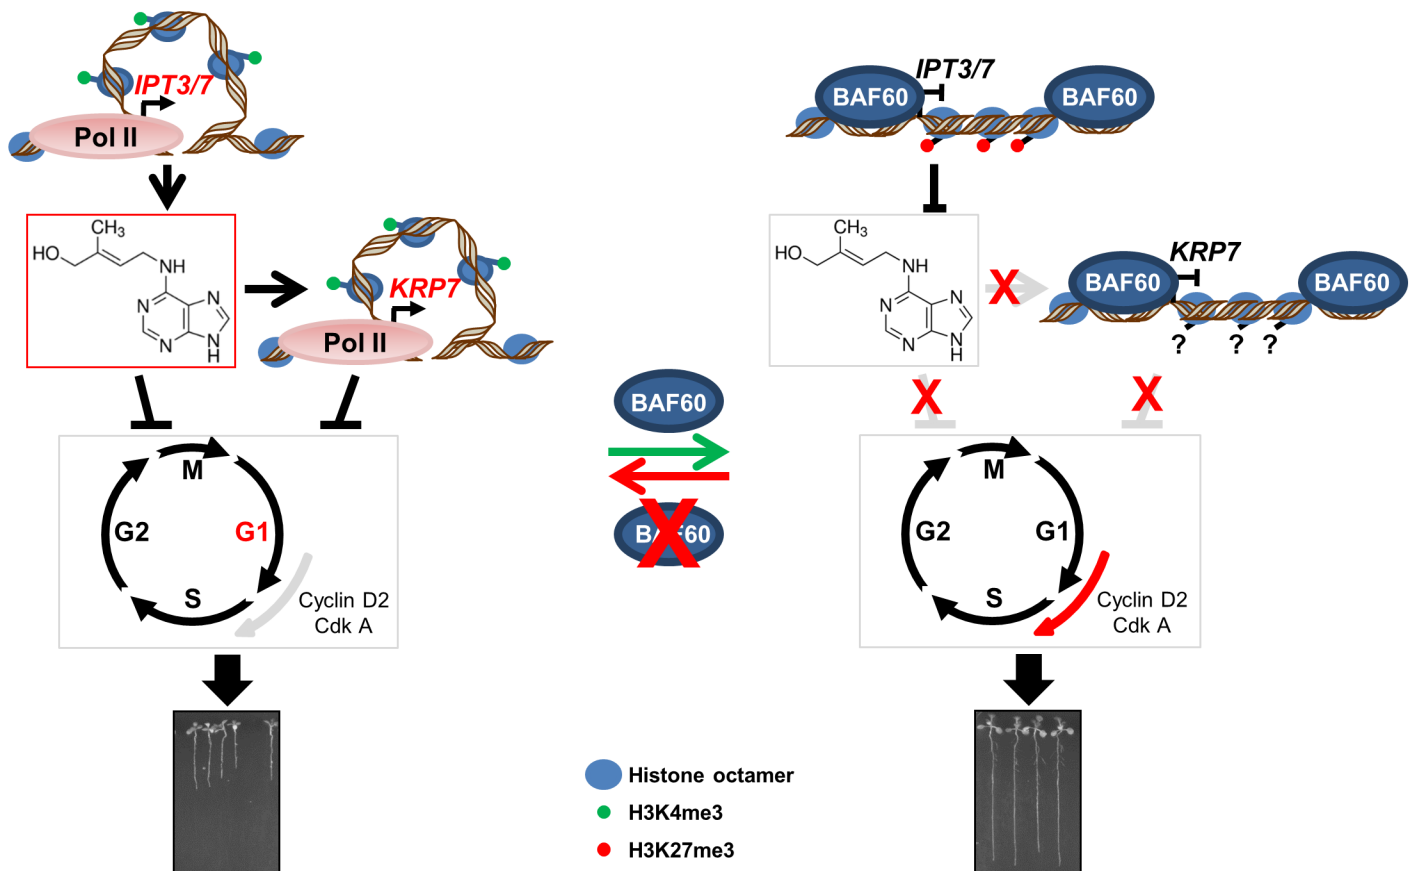 IPT3/7
Pol II
CH3
HO
NH
N
N
N
N
H
KRP7
Pol II
M
G2
G1
S
Cyclin D2
Cdk A
BAF60
BAF60
IPT3/7
BAF60
BAF60
CH3
HO
NH
N
N
N
N
H
X
KRP7
BAF60
BAF60
? ? ?
X
X
M
G2
G1
S
Cyclin D2
Cdk A
Histone octamer
H3K4me3
H3K27me3